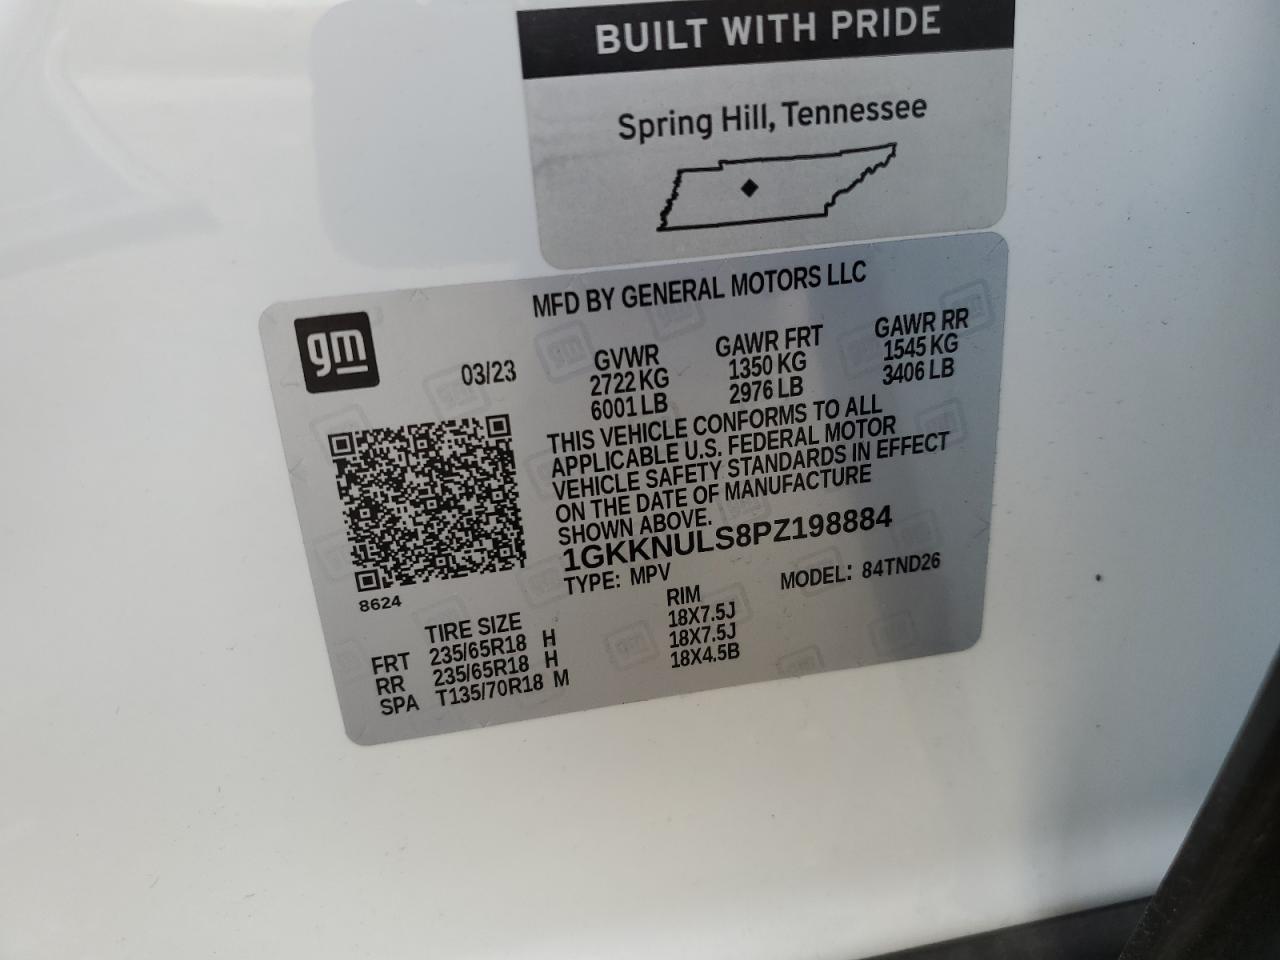 BUILT WITH PRIDE
Spring Hill, Tennessee
MFD BY GENERAL MOTORS LLC
gm
03/23
GVWR
2722 KG
6001 LB
GAWR FRT
1350 KG
2976 LB
GAWR RR
1545 KG
3406 LB
THIS VEHICLE CONFORMS TO ALL
APPLICABLE U.S. FEDERAL MOTOR
VEHICLE SAFETY STANDARDS IN EFFECT
ON THE DATE OF MANUFACTURE
SHOWN ABOVE.
1GKKNULS8PZ198884
TYPE: MPV MODEL: 84TND26
8624
TIRE SIZE RIM
FRT 235/65R18 H 18X7.5J
RR 235/65R18 H 18X7.5J
SPA T135/70R18 M 18X4.5B